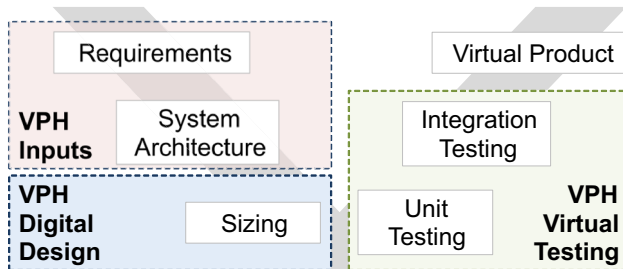 Requirements
Virtual Product
VPH
Inputs
System
Architecture
Integration
Testing
VPH
Digital
Design
Sizing
Unit
Testing
VPH
Virtual
Testing